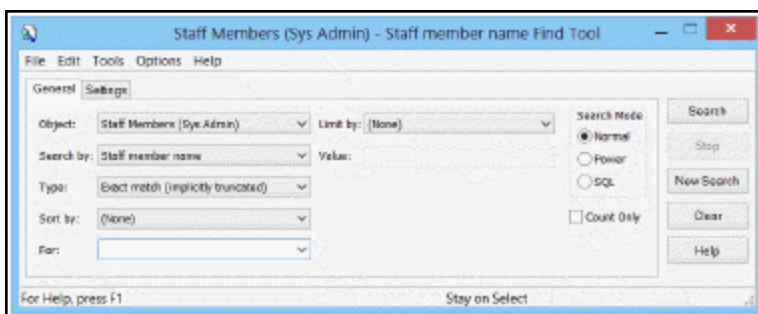 Staff Members (Sys Admin) - Staff member name Find Tool
File Edit Tools Options Help
General Settings
Object: Staff Members (Sys Admin) Limit by: (None)
Search by: Staff member name Value:
Type: Exact match (implicitly truncated)
Sort by: (None)
For:
Search Mode
Normal
Power
SQL
Count Only
Search
Stop
New Search
Clear
Help
For Help, press F1 Stay on Select